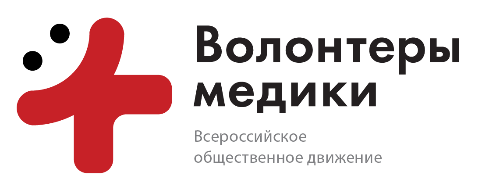 Волонтеры
медики
Всероссийское
общественное движение